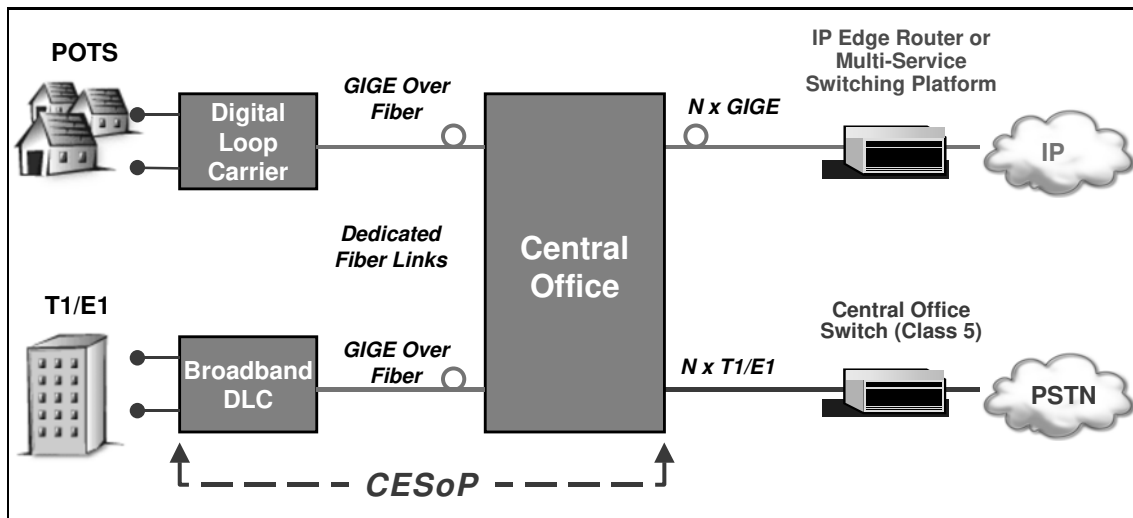 POTS
Digital
Loop
Carrier
GIGE Over
Fiber
N x GIGE
IP Edge Router or
Multi-Service
Switching Platform
IP
Dedicated
Fiber Links
Central
Office
T1/E1
Broadband
DLC
GIGE Over
Fiber
N x T1/E1
Central Office
Switch (Class 5)
PSTN
CESoP